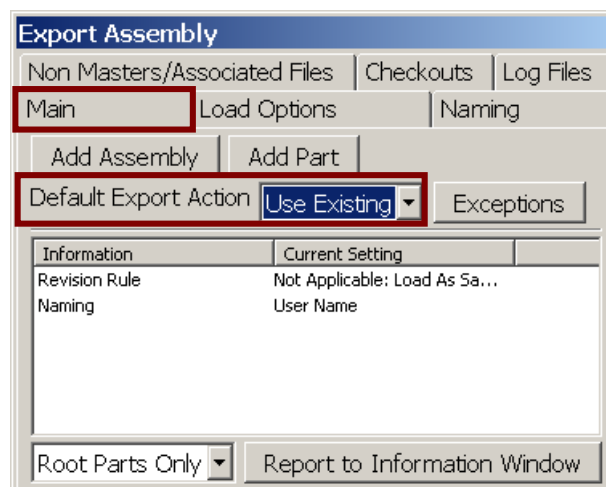 Export Assembly
Non Masters/Associated Files Checkouts Log Files
Main Load Options Naming
Add Assembly Add Part
Default Export Action Use Existing Exceptions
Information Current Setting
Revision Rule Not Applicable: Load As Sa...
Naming User Name
Root Parts Only Report to Information Window